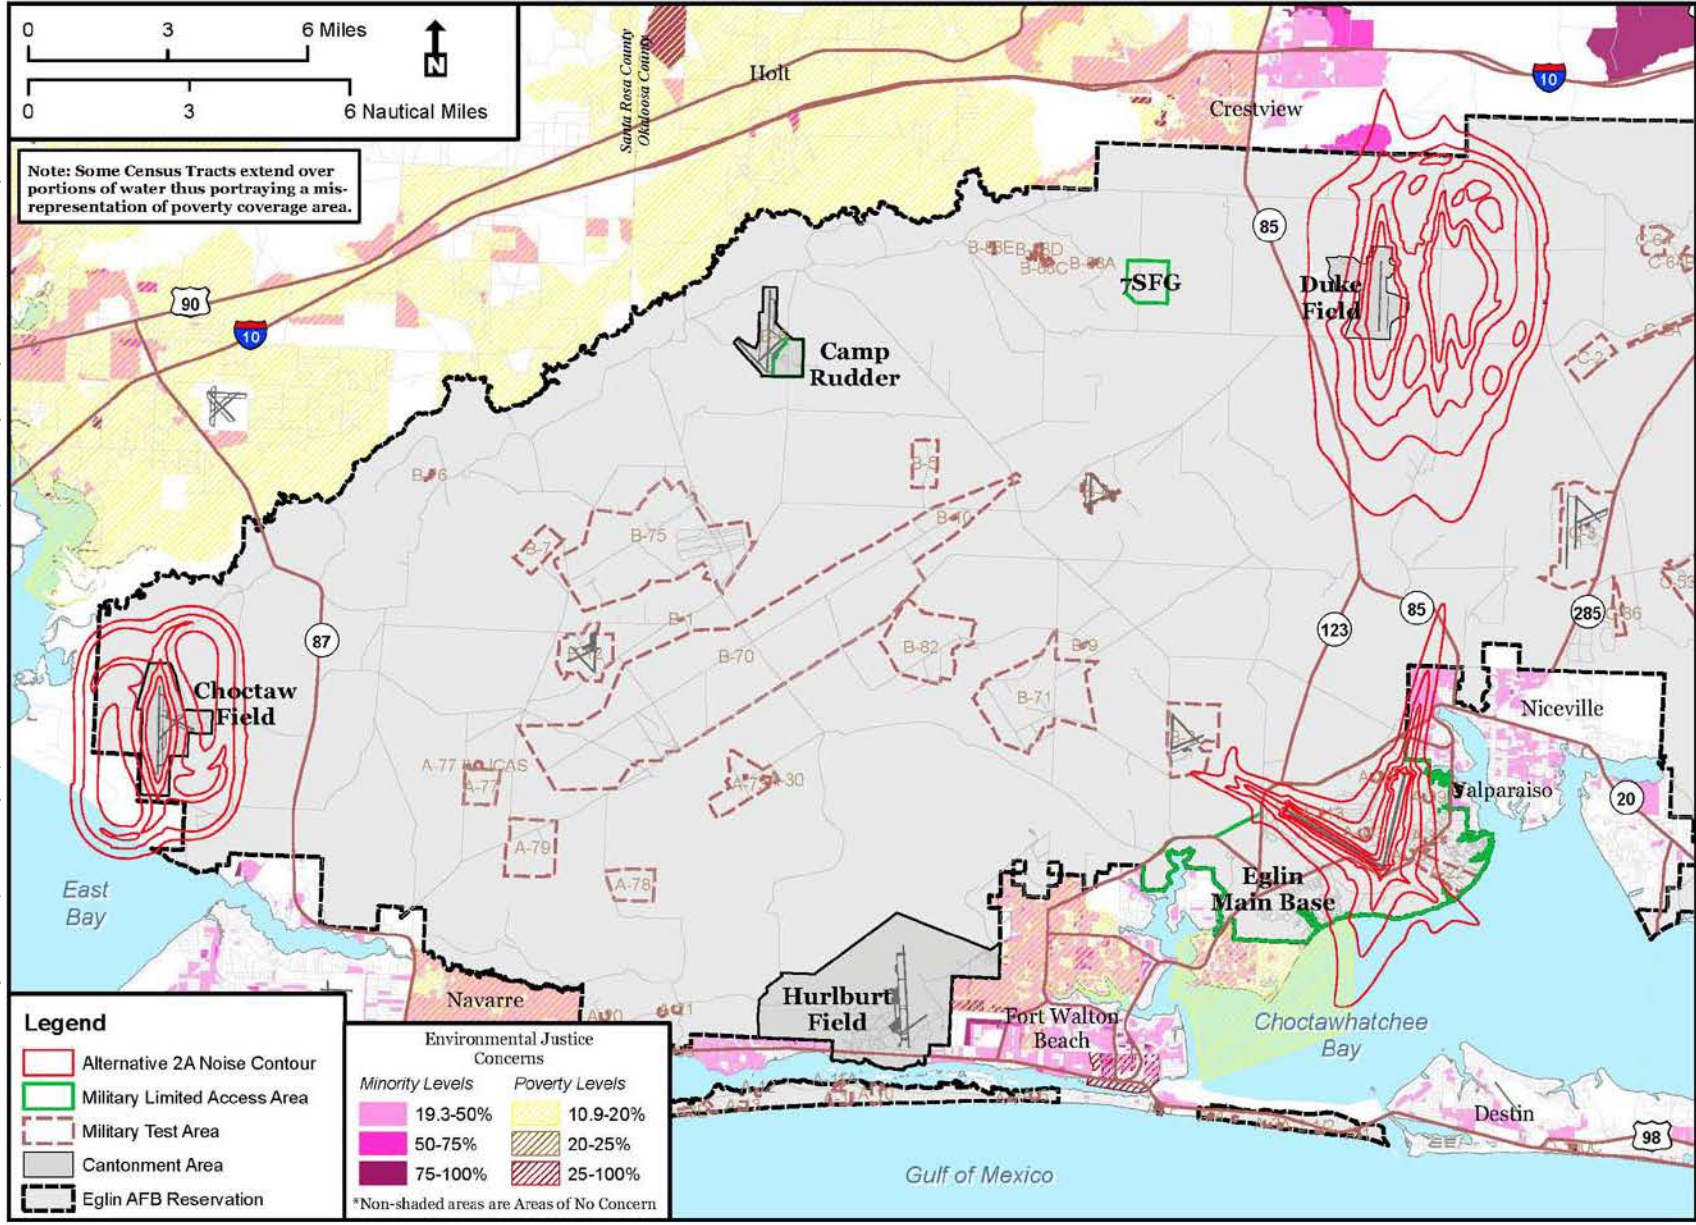 0 3 6 Miles
N
0 3 6 Nautical Miles
Note: Some Census Tracts extend over
portions of water thus portraying a mis-
representation of poverty coverage area.
Santa Rosa County
Okaloosa County
Holt
Crestview
10
90
10
85
B-75
B-7
B-5
B-10
B-1
B-70
B-82
B-71
B-9
B-6
7SFG
Duke
Field
Camp
Rudder
87
Choctaw
Field
123
85
285
Niceville
Valparaiso
20
A-77
A-79
A-78
A-30
Eglin
Main Base
East
Bay
Navarre
Hurlburt
Field
Fort Walton
Beach
Choctawhatchee
Bay
Destin
98
Gulf of Mexico
Legend
Alternative 2A Noise Contour
Military Limited Access Area
Military Test Area
Cantonment Area
Eglin AFB Reservation
Environmental Justice
Concerns
Minority Levels Poverty Levels
19.3-50% 10.9-20%
50-75% 20-25%
75-100% 25-100%
*Non-shaded areas are Areas of No Concern